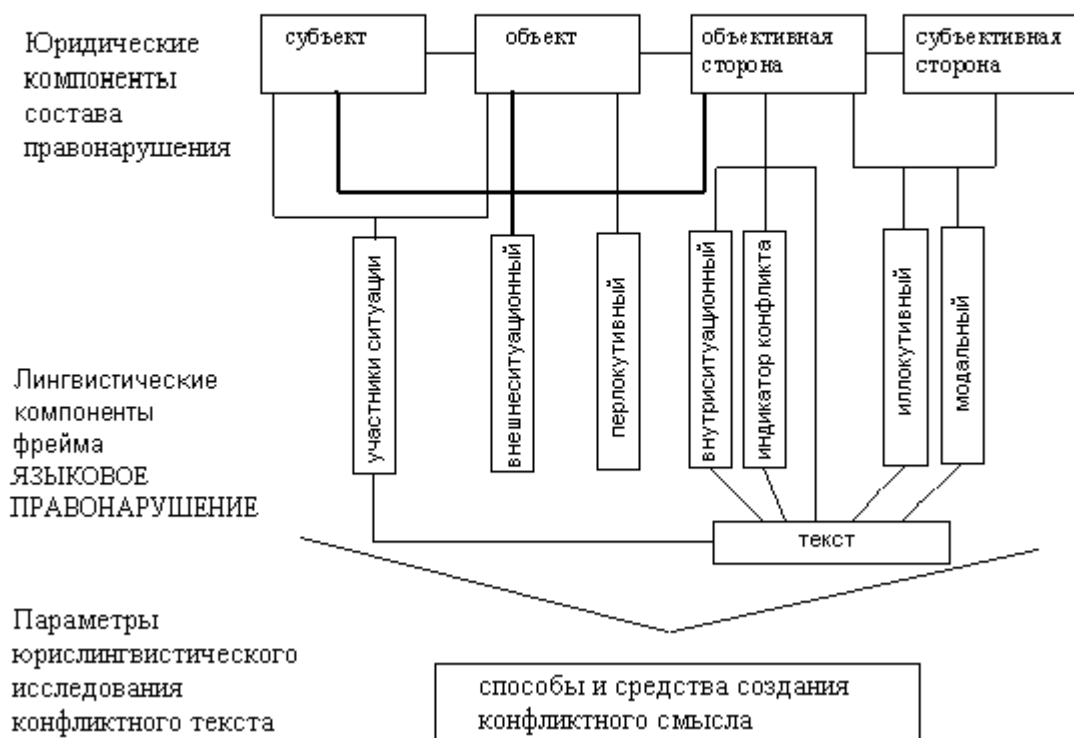 Юридические
компоненты
состава
правонарушения
субъект
объект
объективная
сторона
субъективная
сторона
Лингвистические
компоненты
фрейма
ЯЗЫКОВОЕ
ПРАВОНАРУШЕНИЕ
участники ситуации
внешнеситуационный
перлокутивный
внутриситуационный
индикатор конфликта
иллокутивный
модальный
текст
Параметры
юрислингвистического
исследования
конфликтного текста
способы и средства создания
конфликтного смысла